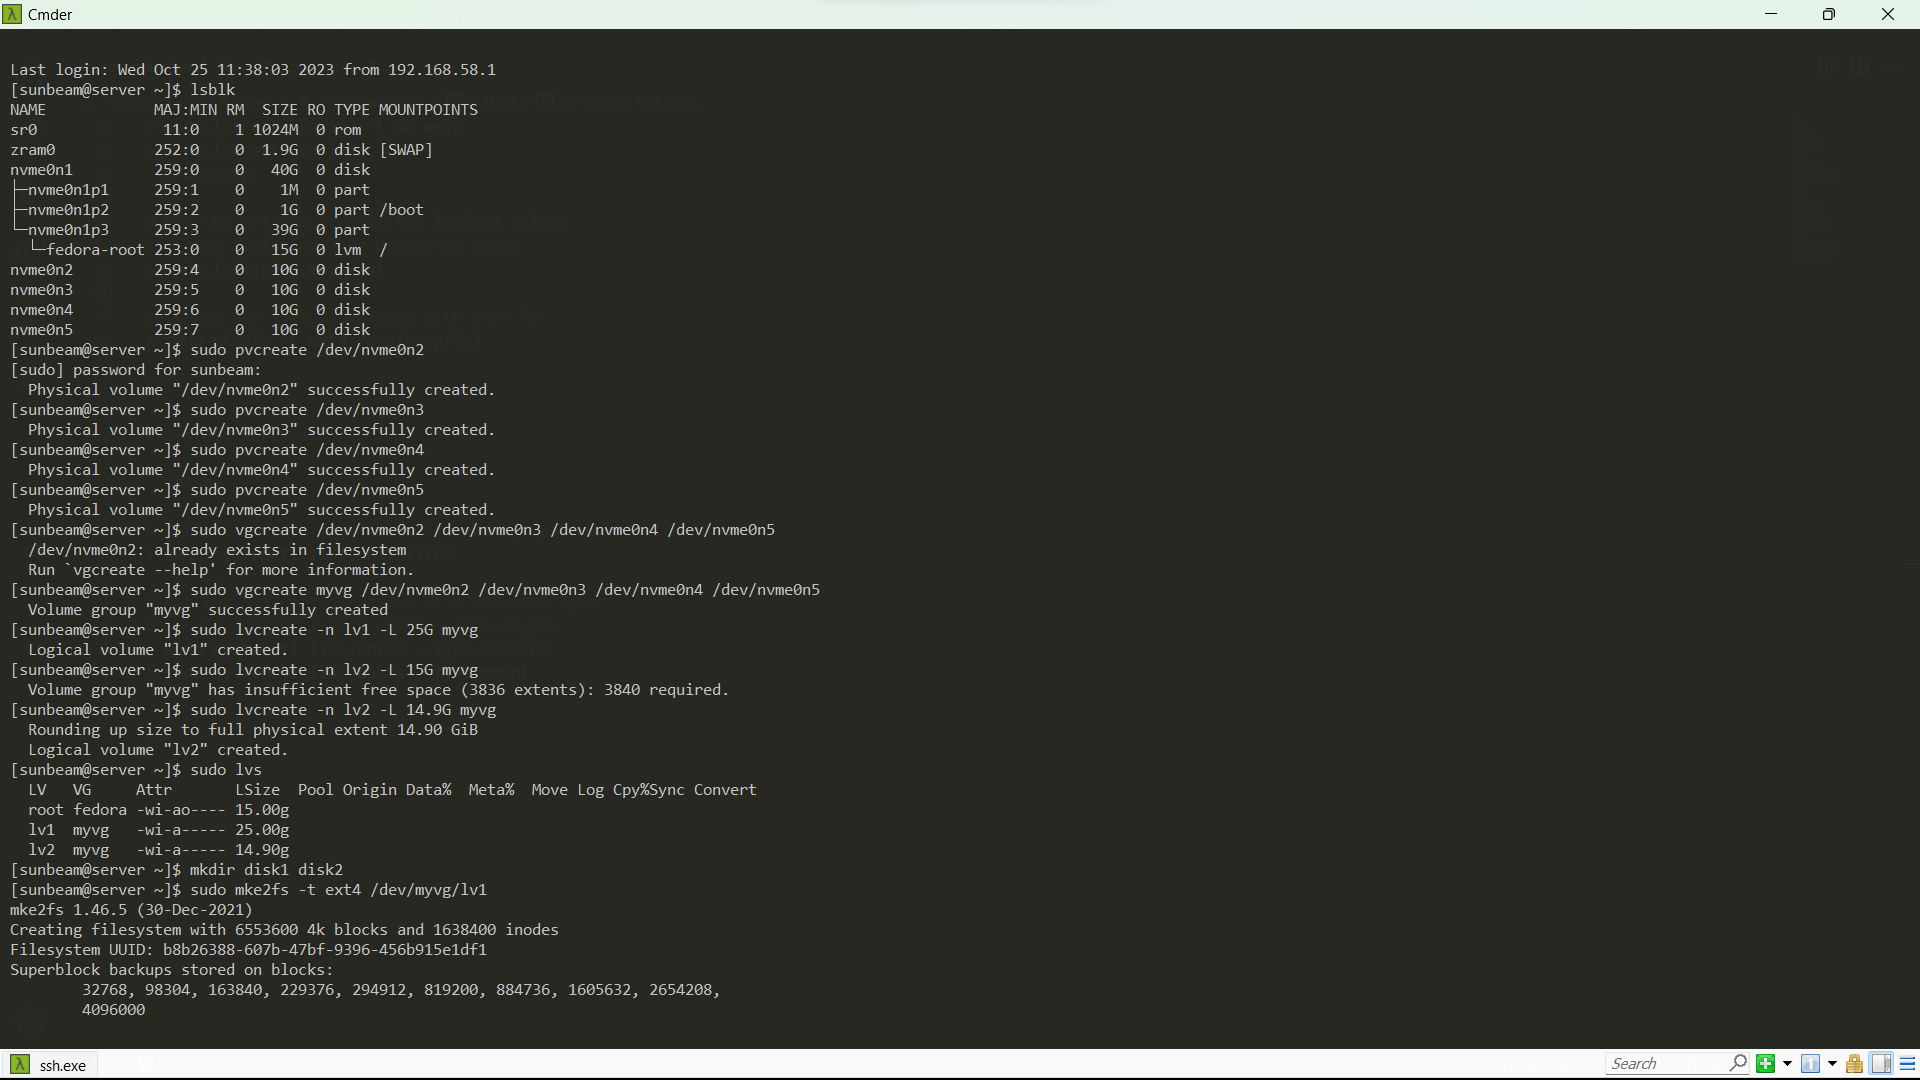 Cmder
Last login: Wed Oct 25 11:38:03 2023 from 192.168.58.1
[sunbeam@server ~]$ lsblk
NAME            MAJ:MIN RM  SIZE RO TYPE MOUNTPOINTS
sr0              11:0    1 1024M  0 rom
zram0           252:0    0  1.9G  0 disk [SWAP]
nvme0n1         259:0    0   40G  0 disk
├─nvme0n1p1     259:1    0    1M  0 part
├─nvme0n1p2     259:2    0    1G  0 part /boot
└─nvme0n1p3     259:3    0   39G  0 part
  └─fedora-root 253:0    0   15G  0 lvm  /
nvme0n2         259:4    0   10G  0 disk
nvme0n3         259:5    0   10G  0 disk
nvme0n4         259:6    0   10G  0 disk
nvme0n5         259:7    0   10G  0 disk
[sunbeam@server ~]$ sudo pvcreate /dev/nvme0n2
[sudo] password for sunbeam:
  Physical volume "/dev/nvme0n2" successfully created.
[sunbeam@server ~]$ sudo pvcreate /dev/nvme0n3
  Physical volume "/dev/nvme0n3" successfully created.
[sunbeam@server ~]$ sudo pvcreate /dev/nvme0n4
  Physical volume "/dev/nvme0n4" successfully created.
[sunbeam@server ~]$ sudo pvcreate /dev/nvme0n5
  Physical volume "/dev/nvme0n5" successfully created.
[sunbeam@server ~]$ sudo vgcreate /dev/nvme0n2 /dev/nvme0n3 /dev/nvme0n4 /dev/nvme0n5
  /dev/nvme0n2: already exists in filesystem
  Run `vgcreate --help' for more information.
[sunbeam@server ~]$ sudo vgcreate myvg /dev/nvme0n2 /dev/nvme0n3 /dev/nvme0n4 /dev/nvme0n5
  Volume group "myvg" successfully created
[sunbeam@server ~]$ sudo lvcreate -n lv1 -L 25G myvg
  Logical volume "lv1" created.
[sunbeam@server ~]$ sudo lvcreate -n lv2 -L 15G myvg
  Volume group "myvg" has insufficient free space (3836 extents): 3840 required.
[sunbeam@server ~]$ sudo lvcreate -n lv2 -L 14.9G myvg
  Rounding up size to full physical extent 14.90 GiB
  Logical volume "lv2" created.
[sunbeam@server ~]$ sudo lvs
  LV   VG     Attr       LSize  Pool Origin Data%  Meta%  Move Log Cpy%Sync Convert
  root fedora -wi-ao---- 15.00g
  lv1  myvg   -wi-a----- 25.00g
  lv2  myvg   -wi-a----- 14.90g
[sunbeam@server ~]$ mkdir disk1 disk2
[sunbeam@server ~]$ sudo mke2fs -t ext4 /dev/myvg/lv1
mke2fs 1.46.5 (30-Dec-2021)
Creating filesystem with 6553600 4k blocks and 1638400 inodes
Filesystem UUID: b8b26388-607b-47bf-9396-456b915e1df1
Superblock backups stored on blocks:
        32768, 98304, 163840, 229376, 294912, 819200, 884736, 1605632, 2654208,
        4096000
ssh.exe
Search